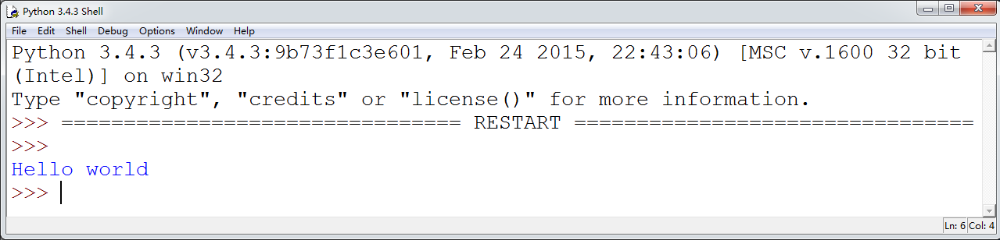 Python 3.4.3 Shell
File Edit Shell Debug Options Window Help
Python 3.4.3 (v3.4.3:9b73f1c3e601, Feb 24 2015, 22:43:06) [MSC v.1600 32 bit
(Intel)] on win32
Type "copyright", "credits" or "license()" for more information.
>>> ================================ RESTART ================================
>>>
Hello world
>>>
Ln: 6 Col: 4